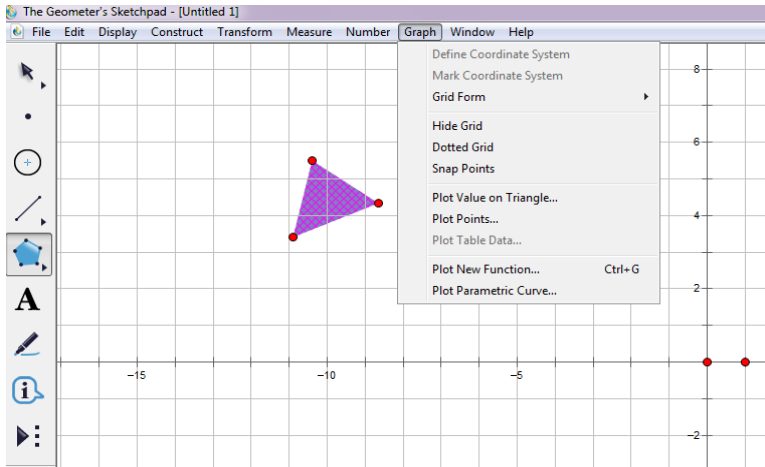 The Geometer's Sketchpad - [Untitled 1]
File Edit Display Construct Transform Measure Number Graph Window Help
Define Coordinate System
Mark Coordinate System
Grid Form
Hide Grid
Dotted Grid
Snap Points
Plot Value on Triangle...
Plot Points...
Plot Table Data...
Plot New Function... Ctrl+G
Plot Parametric Curve...
8
6
4
2
-15 -10 -5
-2
A
i